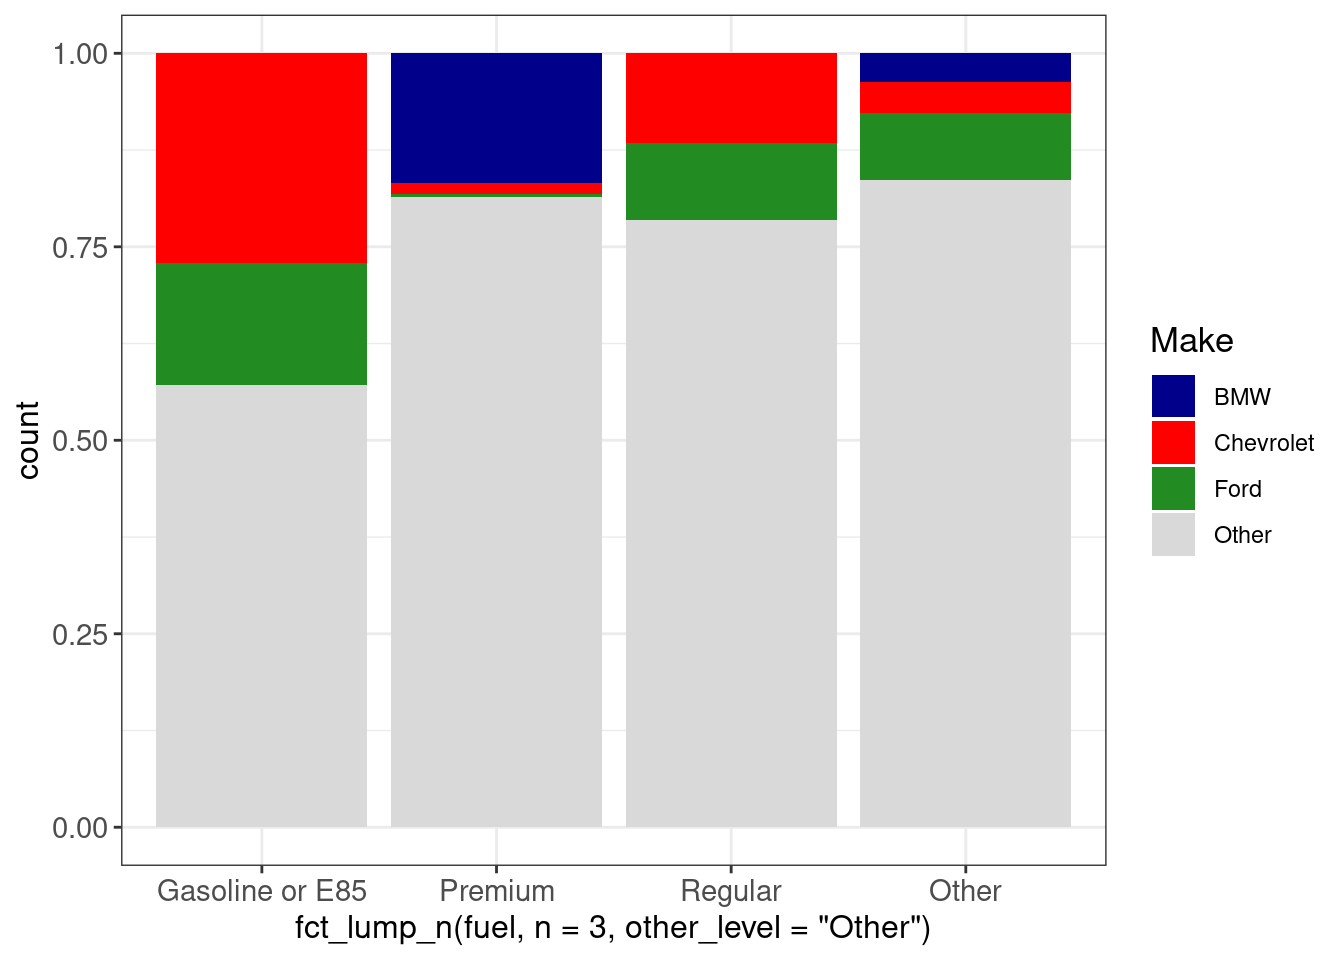 1.00
0.75
0.50
0.25
0.00
count
Gasoline or E85
Premium
Regular
Other
fct_lump_n(fuel, n = 3, other_level = "Other")
Make
BMW
Chevrolet
Ford
Other